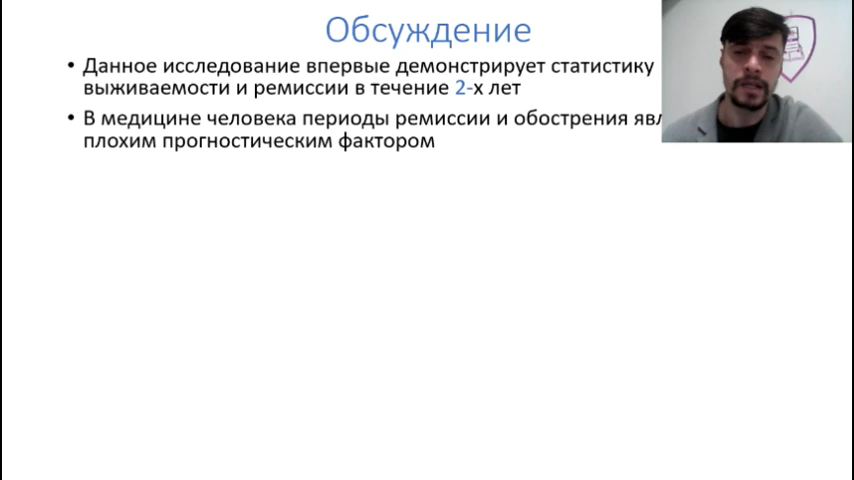 Обсуждение
• Данное исследование впервые демонстрирует статистику
выживаемости и ремиссии в течение 2-х лет
• В медицине человека периоды ремиссии и обострения
плохим прогностическим фактором